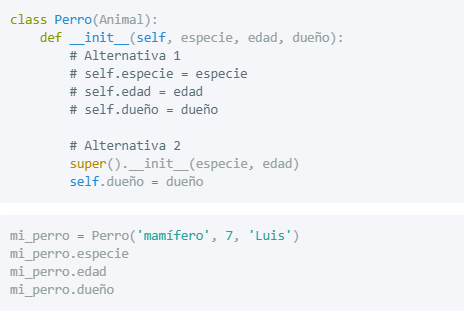 class Perro(Animal):
    def __init__(self, especie, edad, dueño):
        # Alternativa 1
        # self.especie = especie
        # self.edad = edad
        # self.dueño = dueño

        # Alternativa 2
        super().__init__(especie, edad)
        self.dueño = dueño

mi_perro = Perro('mamífero', 7, 'Luis')
mi_perro.especie
mi_perro.edad
mi_perro.dueño